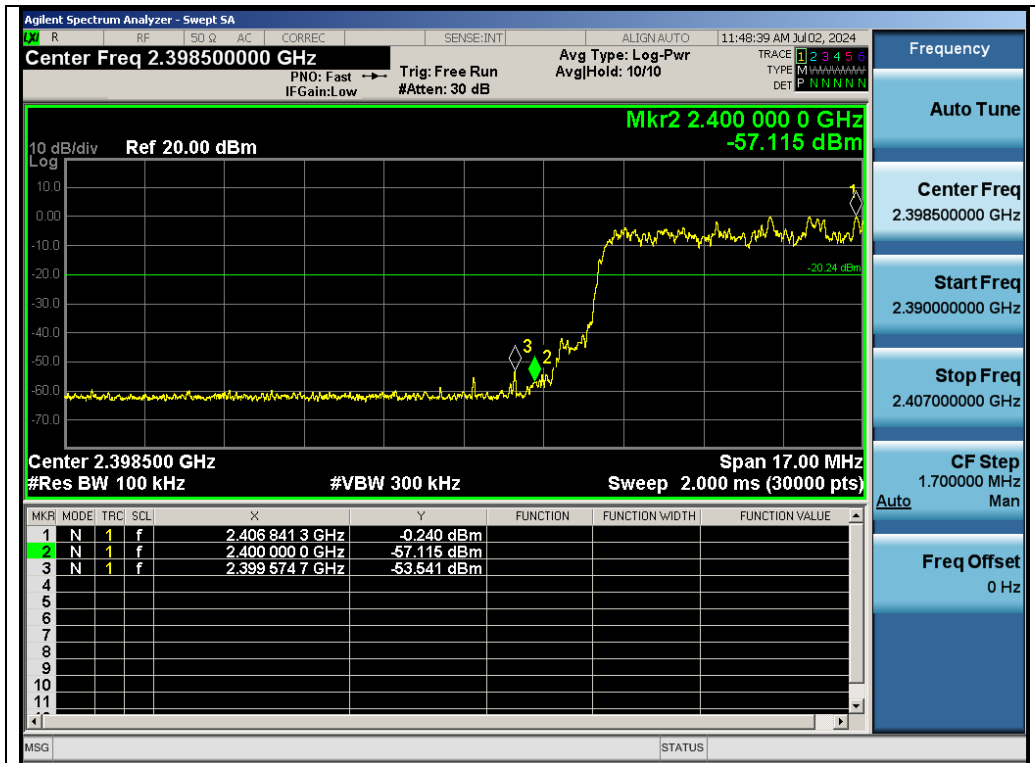 Agilent Spectrum Analyzer - Swept SA
LXI R RF 50 Ω AC CORREC SENSE:INT ALIGN AUTO 11:48:39 AM Jul 02, 2024
Center Freq 2.398500000 GHz
PNO: Fast
IFGain:Low
Trig: Free Run
#Atten: 30 dB
Avg Type: Log-Pwr
Avg|Hold: 10/10
TRACE 1 2 3 4 5 6
TYPE M
DET P N N N N N
Mkr2 2.400 000 0 GHz
-57.115 dBm
10 dB/div Ref 20.00 dBm
Log
10.0
0.00
-10.0
-20.0
-30.0
-40.0
-50.0
-60.0
-70.0
1
-20.24 dBm
3
2
Center 2.398500 GHz Span 17.00 MHz
#Res BW 100 kHz #VBW 300 kHz Sweep 2.000 ms (30000 pts)
MKR MODE TRC SCL X Y FUNCTION FUNCTION WIDTH FUNCTION VALUE
1 N 1 f 2.406 841 3 GHz -0.240 dBm
2 N 1 f 2.400 000 0 GHz -57.115 dBm
3 N 1 f 2.399 574 7 GHz -53.541 dBm
4
5
6
7
8
9
10
11
MSG STATUS
Frequency
Auto Tune
Center Freq
2.398500000 GHz
Start Freq
2.390000000 GHz
Stop Freq
2.407000000 GHz
CF Step
1.700000 MHz
Auto Man
Freq Offset
0 Hz